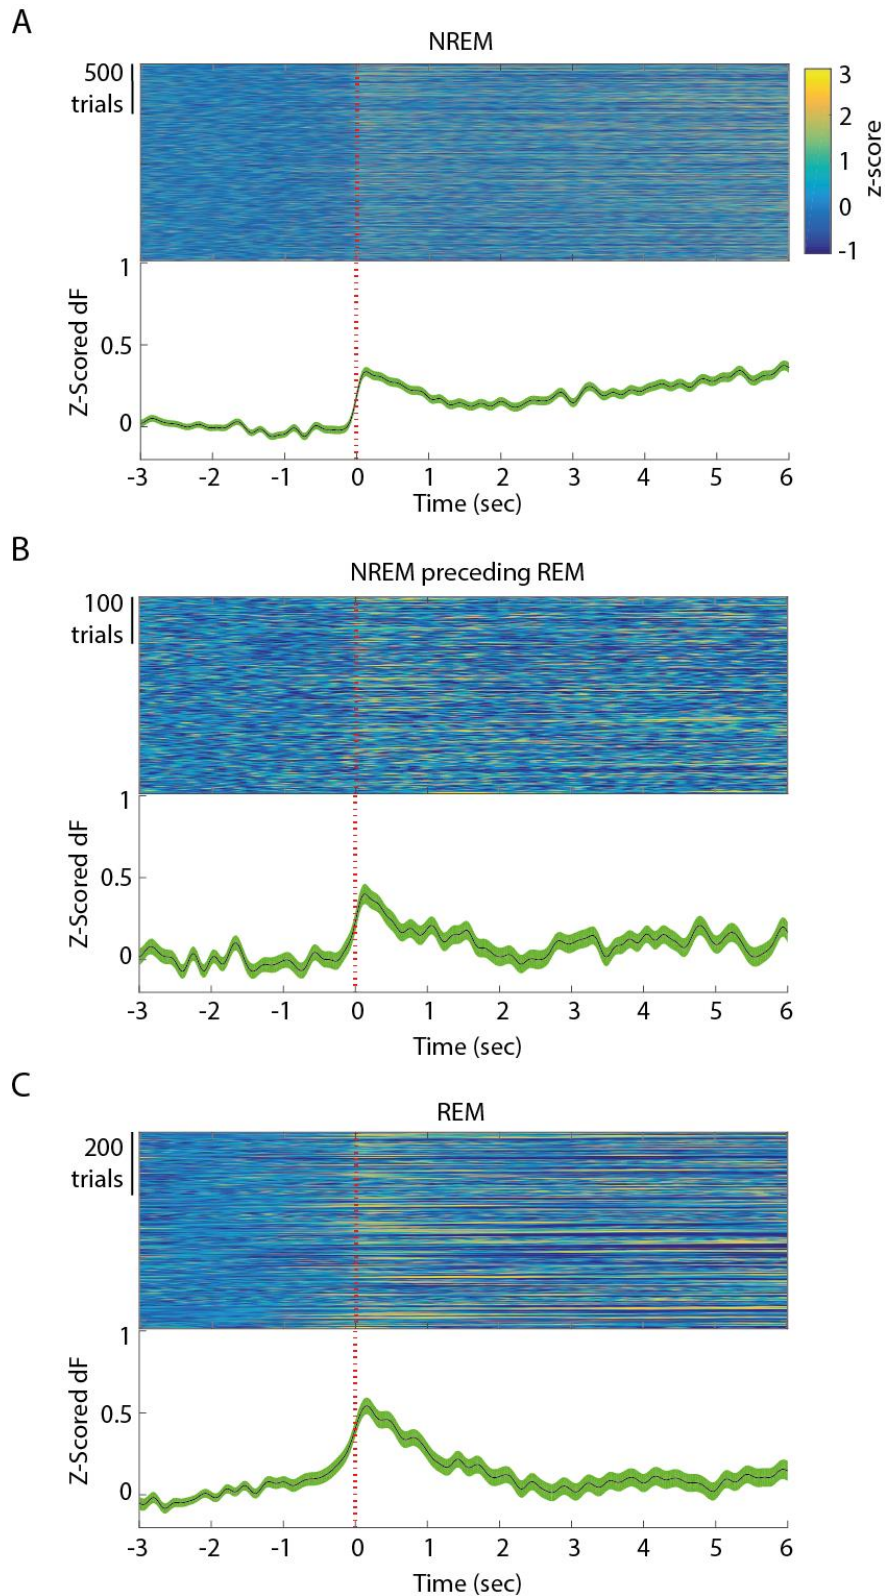 A
NREM
500
trials
3
2
1
0
-1
z-score
1
0.5
0
Z-Scored dF
-3 -2 -1 0 1 2 3 4 5 6
Time (sec)
B
NREM preceding REM
100
trials
1
0.5
0
Z-Scored dF
-3 -2 -1 0 1 2 3 4 5 6
Time (sec)
C
REM
200
trials
1
0.5
0
Z-Scored dF
-3 -2 -1 0 1 2 3 4 5 6
Time (sec)